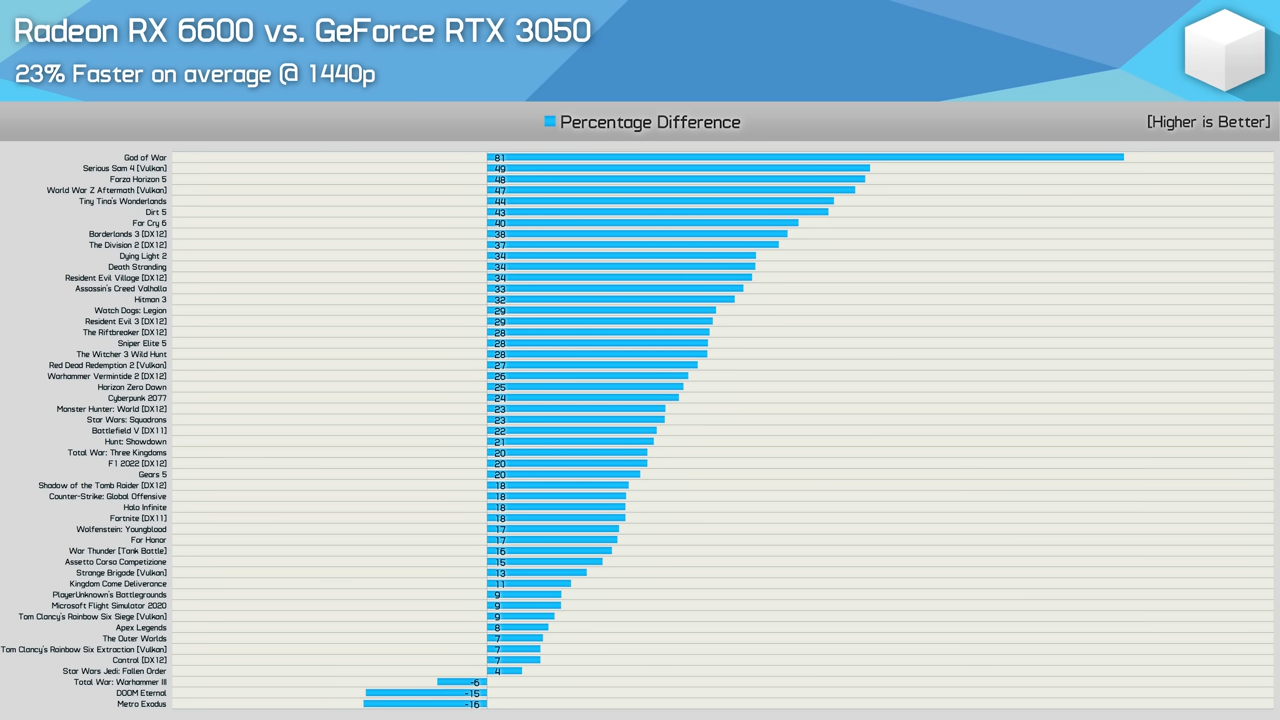 Radeon RX 6600 vs. GeForce RTX 3050
23% Faster on average @ 1440p
Percentage Difference
[Higher is Better]
God of War 81
Serious Sam 4 [Vulkan] 49
Forza Horizon 5 48
World War Z Aftermath [Vulkan] 47
Tiny Tina's Wonderlands 44
Dirt 5 43
Far Cry 6 40
Borderlands 3 [DX12] 38
The Division 2 [DX12] 37
Dying Light 2 34
Death Stranding 34
Resident Evil Village [DX12] 34
Assassin's Creed Valhalla 33
Hitman 3 32
Watch Dogs: Legion 29
Resident Evil 3 [DX12] 29
The Riftbreaker [DX12] 28
Sniper Elite 5 28
The Witcher 3 Wild Hunt 28
Red Dead Redemption 2 [Vulkan] 27
Warhammer Vermintide 2 [DX12] 26
Horizon Zero Dawn 25
Cyberpunk 2077 24
Monster Hunter: World [DX12] 23
Star Wars: Squadrons 23
Battlefield V [DX11] 22
Hunt: Showdown 21
Total War: Three Kingdoms 20
F1 2022 [DX12] 20
Gears 5 20
Shadow of the Tomb Raider [DX12] 18
Counter-Strike: Global Offensive 18
Halo Infinite 18
Fortnite [DX11] 18
Wolfenstein: Youngblood 17
For Honor 17
War Thunder [Tank Battle] 16
Assetto Corsa Competizione 15
Strange Brigade [Vulkan] 13
Kingdom Come Deliverance 11
PlayerUnknown's Battlegrounds 9
Microsoft Flight Simulator 2020 9
Tom Clancy's Rainbow Six Siege [Vulkan] 9
Apex Legends 8
The Outer Worlds 7
Tom Clancy's Rainbow Six Extraction [Vulkan] 7
Control [DX12] 7
Star Wars Jedi: Fallen Order 4
Total War: Warhammer III -6
DOOM Eternal -15
Metro Exodus -16